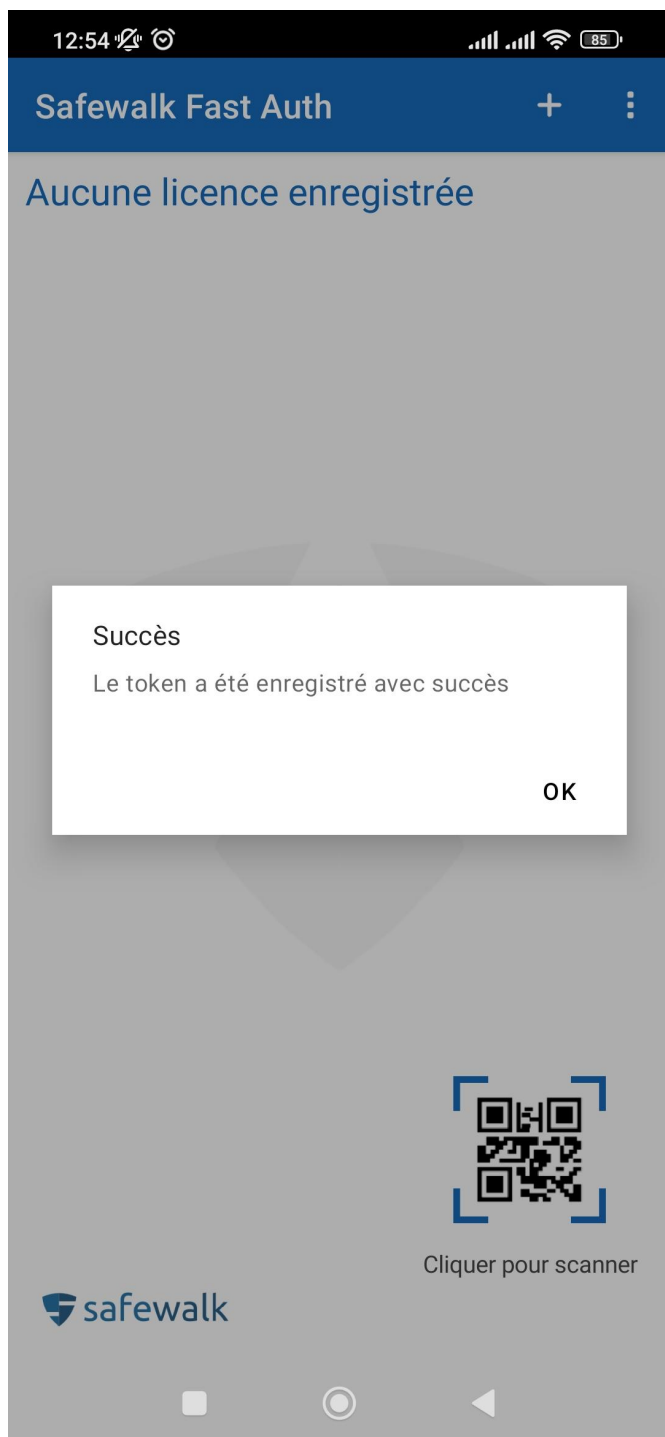 12:54
85
Safewalk Fast Auth
Aucune licence enregistrée
Succès
Le token a été enregistré avec succès
OK
Cliquer pour scanner
safewalk